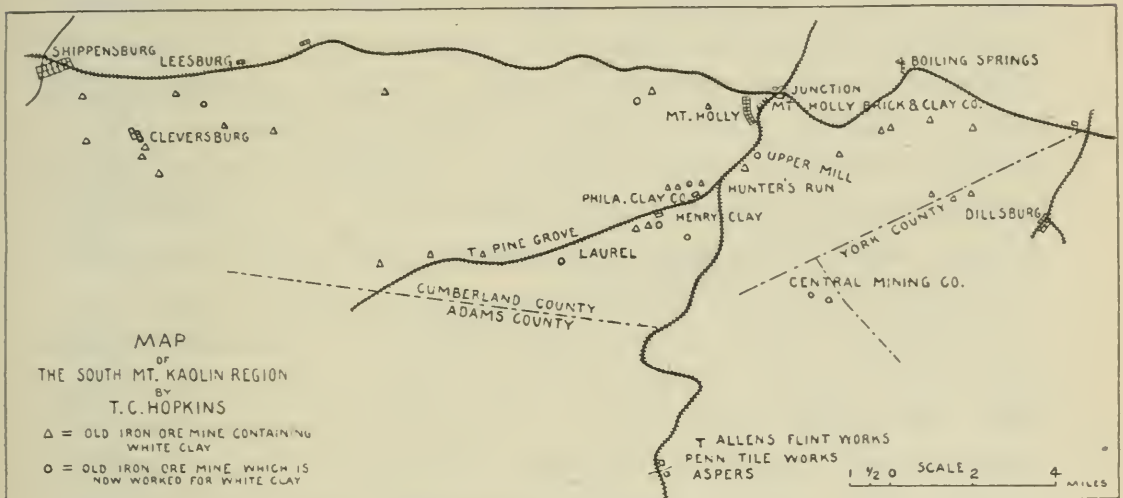 SHIPPENSBURG
LEESBURG
BOILING SPRINGS
JUNCTION
MT. HOLLY BRICK & CLAY CO.
MT. HOLLY
CLEVERSBURG
UPPER MILL
PHILA. CLAY CO.
HUNTER'S RUN
HENRY CLAY
DILLSBURG
YORK COUNTY
T PINE GROVE
LAUREL
CENTRAL MINING CO.
CUMBERLAND COUNTY
ADAMS COUNTY
MAP
OF
THE SOUTH MT. KAOLIN REGION
BY
T.C. HOPKINS
△ = OLD IRON ORE MINE CONTAINING
WHITE CLAY
O = OLD IRON ORE MINE WHICH IS
NOW WORKED FOR WHITE CLAY
T ALLENS FLINT WORKS
PENN TILE WORKS
ASPERS
1 ½ 0 SCALE 2 4
MILES